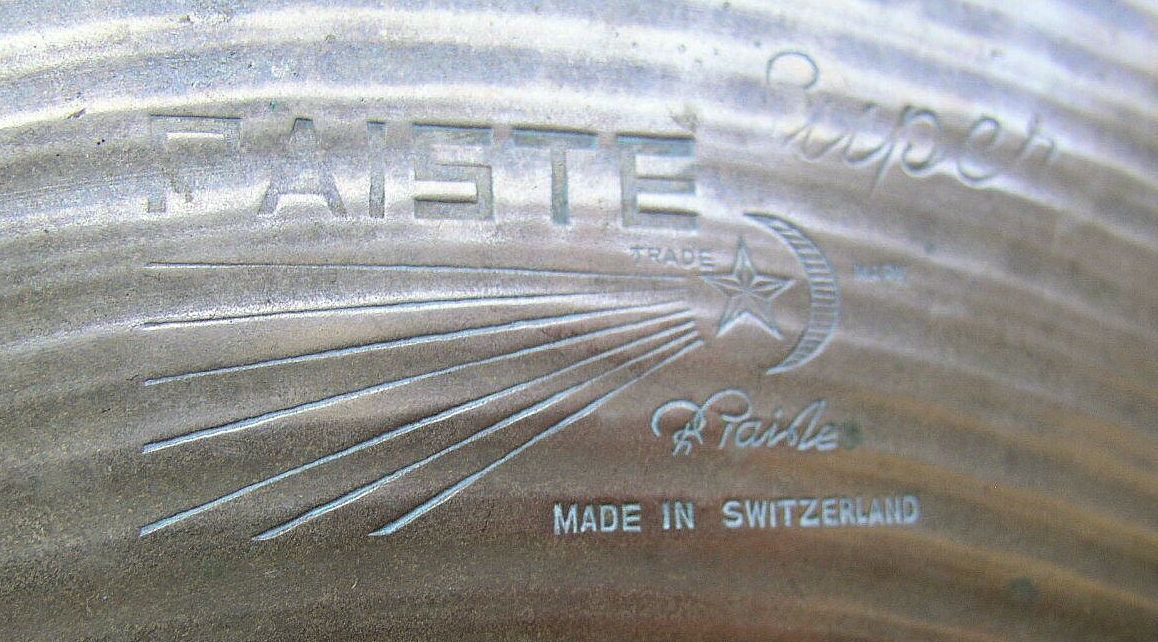 PAISTE
Super
TRADE MARK
R Paiste
MADE IN SWITZERLAND